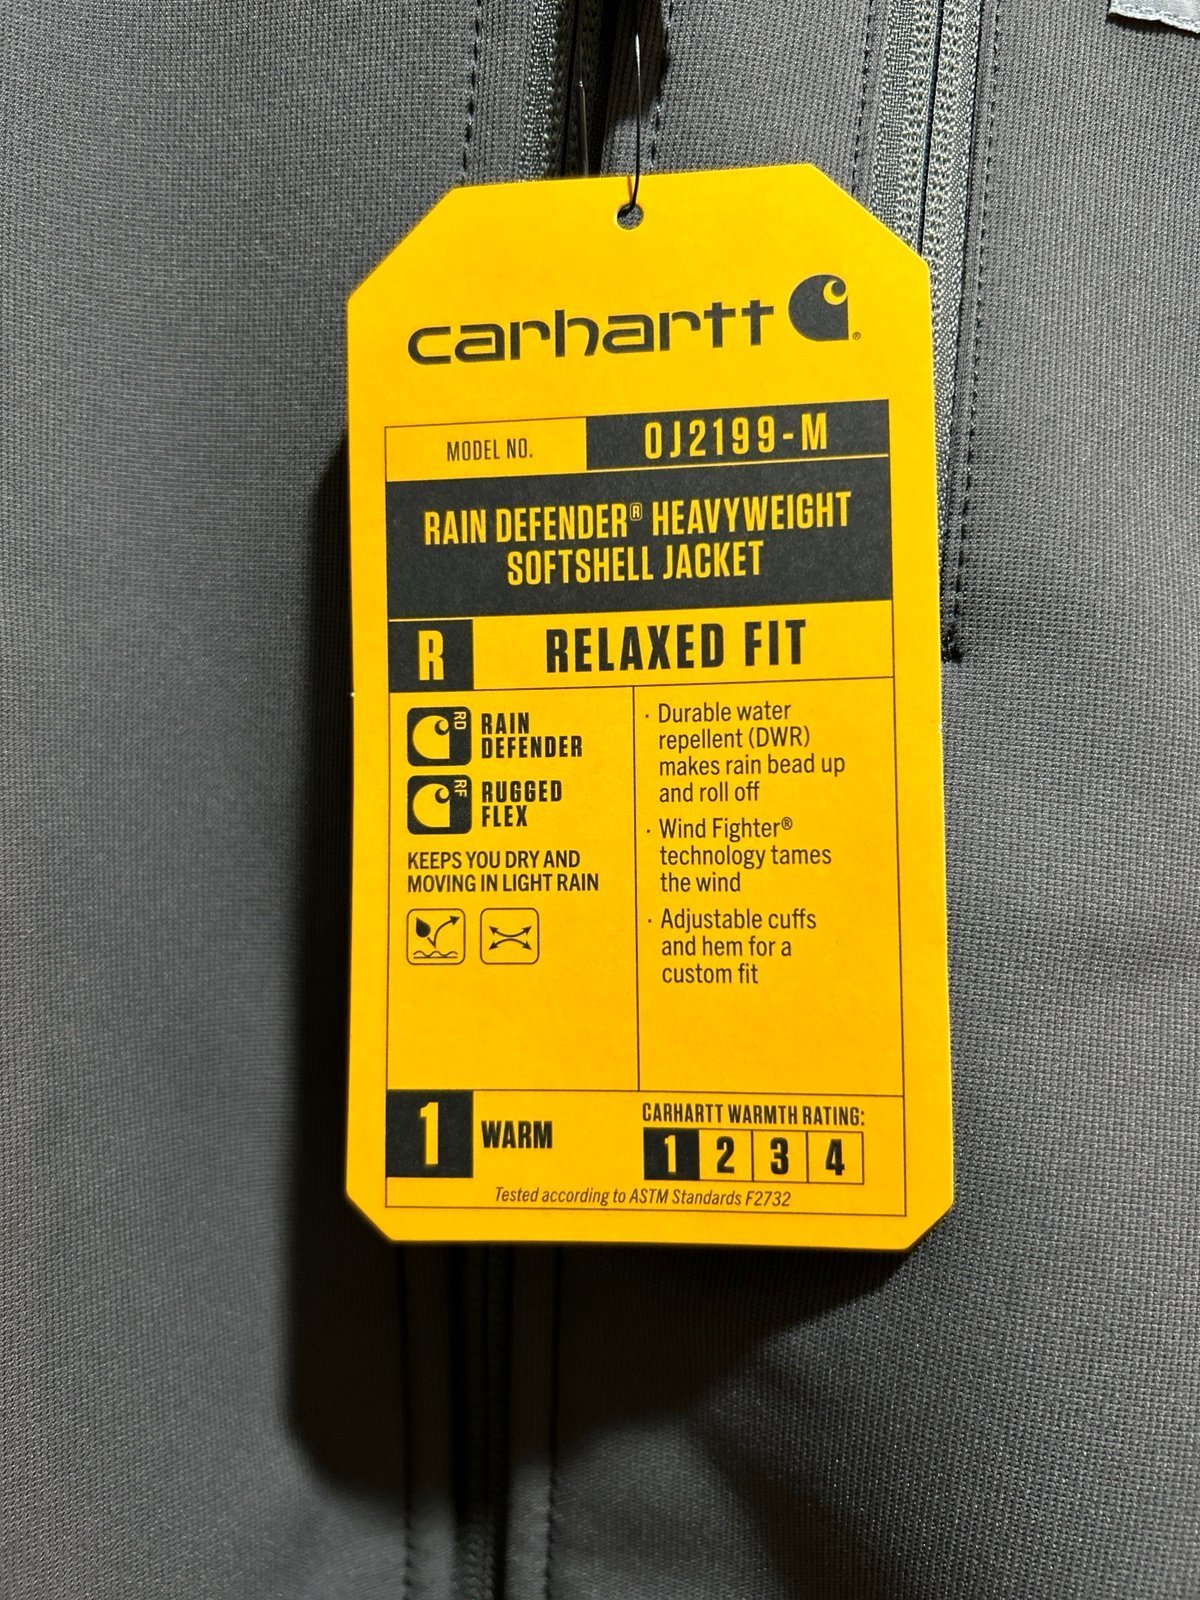 carhartt ®
MODEL NO. OJ2199-M
RAIN DEFENDER® HEAVYWEIGHT
SOFTSHELL JACKET
R RELAXED FIT
RD RAIN
DEFENDER
RF RUGGED
FLEX
KEEPS YOU DRY AND
MOVING IN LIGHT RAIN
· Durable water
repellent (DWR)
makes rain bead up
and roll off
· Wind Fighter®
technology tames
the wind
· Adjustable cuffs
and hem for a
custom fit
1 WARM
CARHARTT WARMTH RATING:
1 2 3 4
Tested according to ASTM Standards F2732